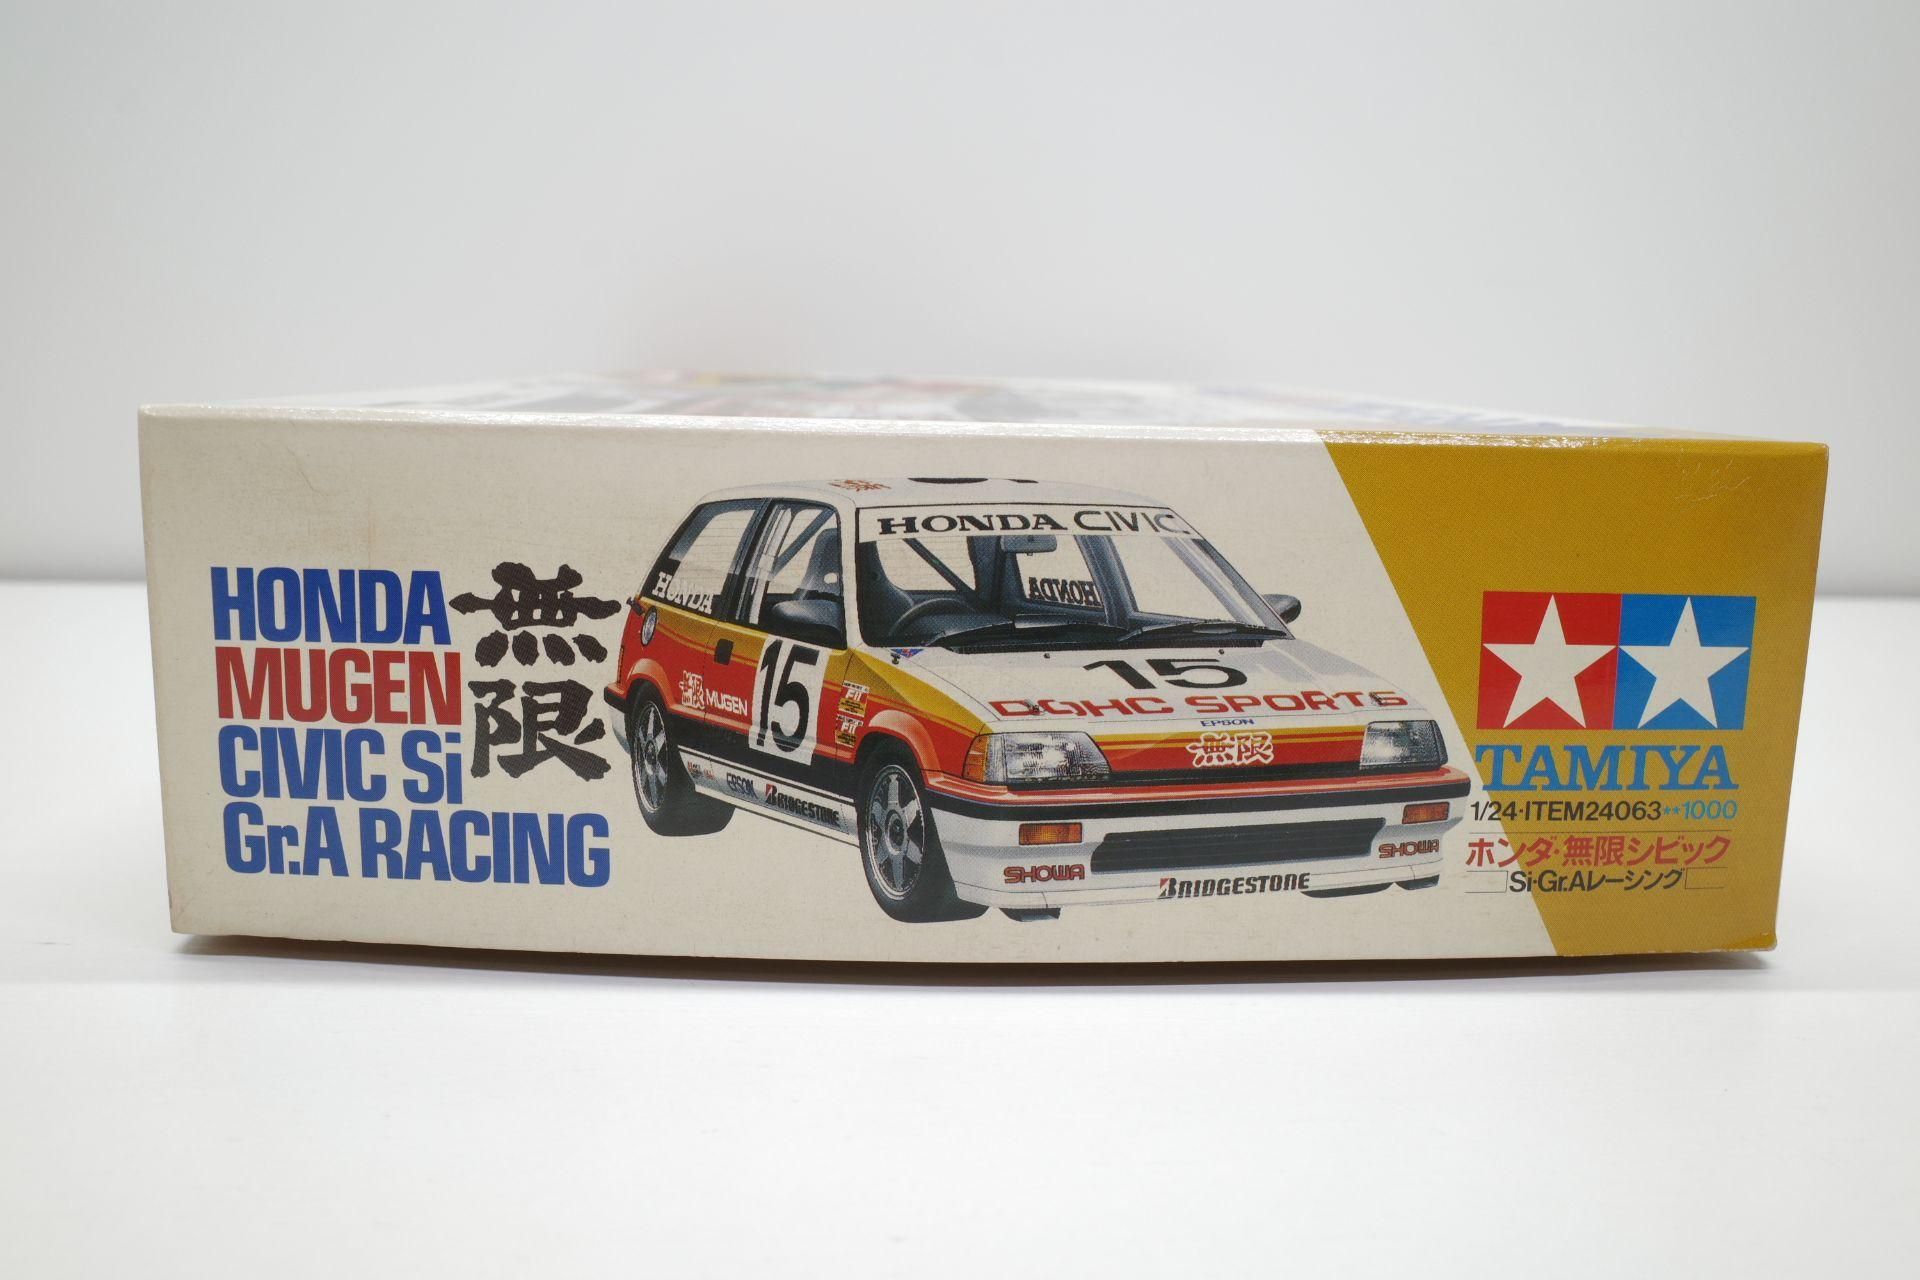 HONDA
MUGEN
CIVIC Si
Gr.A RACING
無限
HONDA CIVIC
HONDA
HONDA
15
DOHC SPORTS
EPSON
無限
無限 MUGEN
15
EPSON
BRIDGESTONE
SHOWA
SHOWA
BRIDGESTONE
TAMIYA
1/24・ITEM24063**1000
ホンダ・無限シビック
Si・Gr.Aレーシング